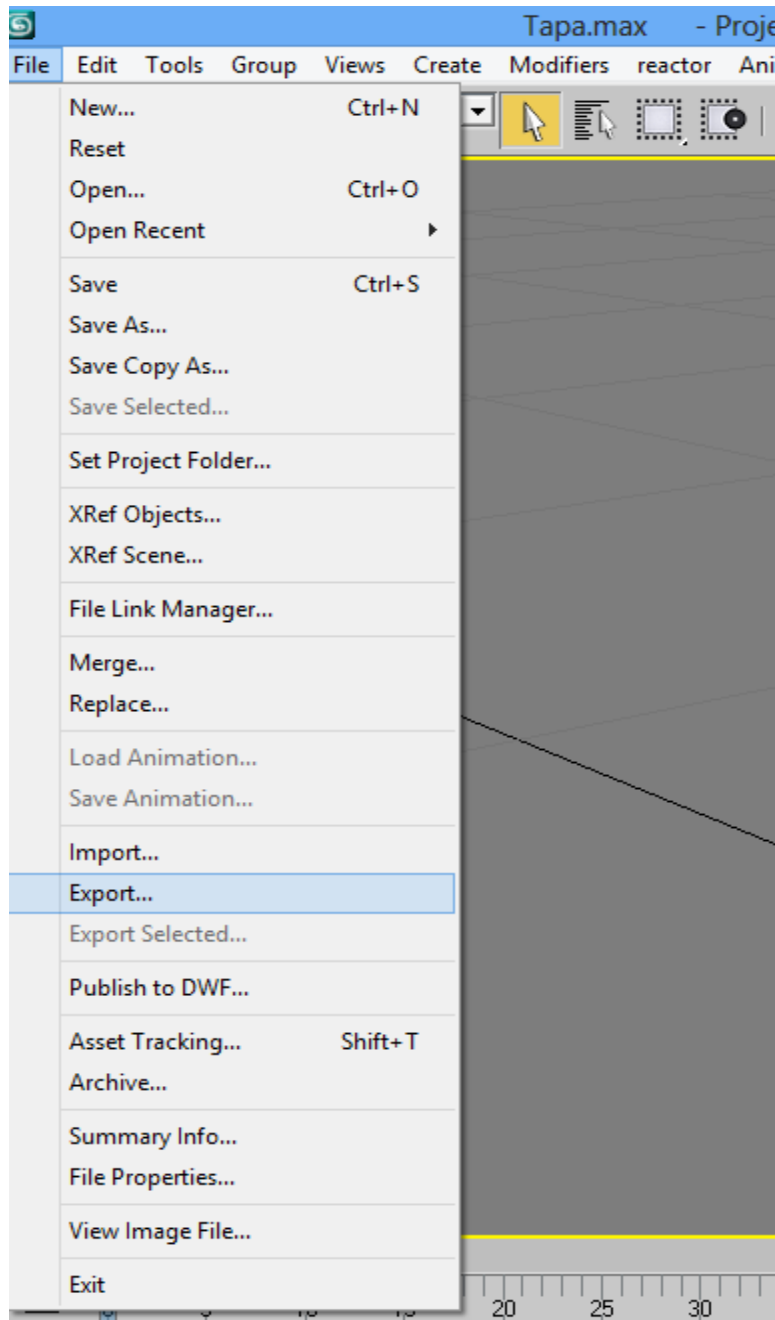 Tapa.max - Proje
File Edit Tools Group Views Create Modifiers reactor Ani
New... Ctrl+N
Reset
Open... Ctrl+O
Open Recent
Save Ctrl+S
Save As...
Save Copy As...
Save Selected...
Set Project Folder...
XRef Objects...
XRef Scene...
File Link Manager...
Merge...
Replace...
Load Animation...
Save Animation...
Import...
Export...
Export Selected...
Publish to DWF...
Asset Tracking... Shift+T
Archive...
Summary Info...
File Properties...
View Image File...
Exit
20 25 30